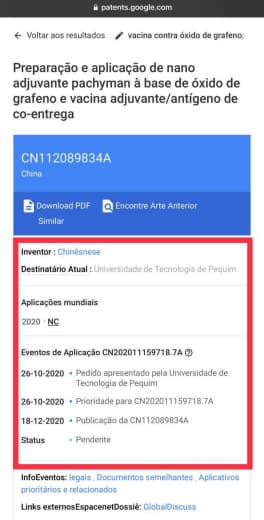 patents.google.com
← Voltar aos resultados vacina contra óxido de grafeno;
Preparação e aplicação de nano
adjuvante pachyman à base de óxido de
grafeno e vacina adjuvante/antígeno de
co-entrega
CN112089834A
China
Download PDF Encontre Arte Anterior
Similar
Inventor : Chinêsnese
Destinatário Atual : Universidade de Tecnologia de Pequim
Aplicações mundiais
2020 · NC
Eventos de Aplicação CN202011159718.7A
26-10-2020 • Pedido apresentado pela Universidade de
Tecnologia de Pequim
26-10-2020 • Prioridade para CN202011159718.7A
18-12-2020 • Publicação da CN112089834A
Status • Pendente
InfoEventos: legais , Documentos semelhantes , Aplicativos
prioritários e relacionados
Links externosEspacenetDossiê: GlobalDiscuss